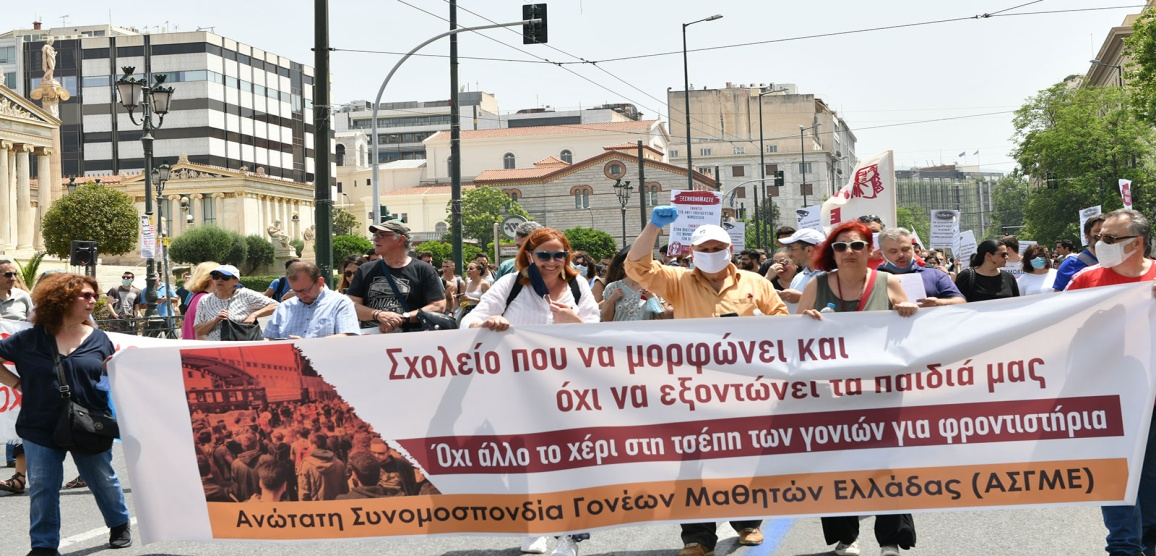 Σχολείο που να μορφώνει και
όχι να εξοντώνει τα παιδιά μας
Όχι άλλο το χέρι στη τσέπη των γονιών για φροντιστήρια
Ανώτατη Συνομοσπονδία Γονέων Μαθητών Ελλάδας (ΑΣΓΜΕ)